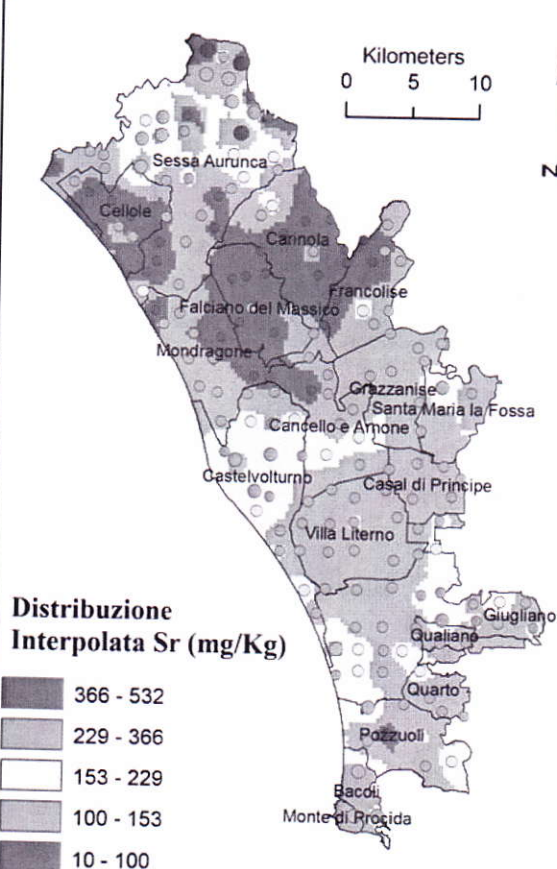 Kilometers
0 5 10
N
Sessa Aurunca
Cellole
Carinola
Francolise
Falciano del Massico
Mondragone
Grazzanise
Santa Maria la Fossa
Cancello e Arnone
Castelvolturno
Casal di Principe
Villa Literno
Giugliano
Qualiano
Quarto
Pozzuoli
Bacoli
Monte di Procida
Distribuzione
Interpolata Sr (mg/Kg)
366 - 532
229 - 366
153 - 229
100 - 153
10 - 100